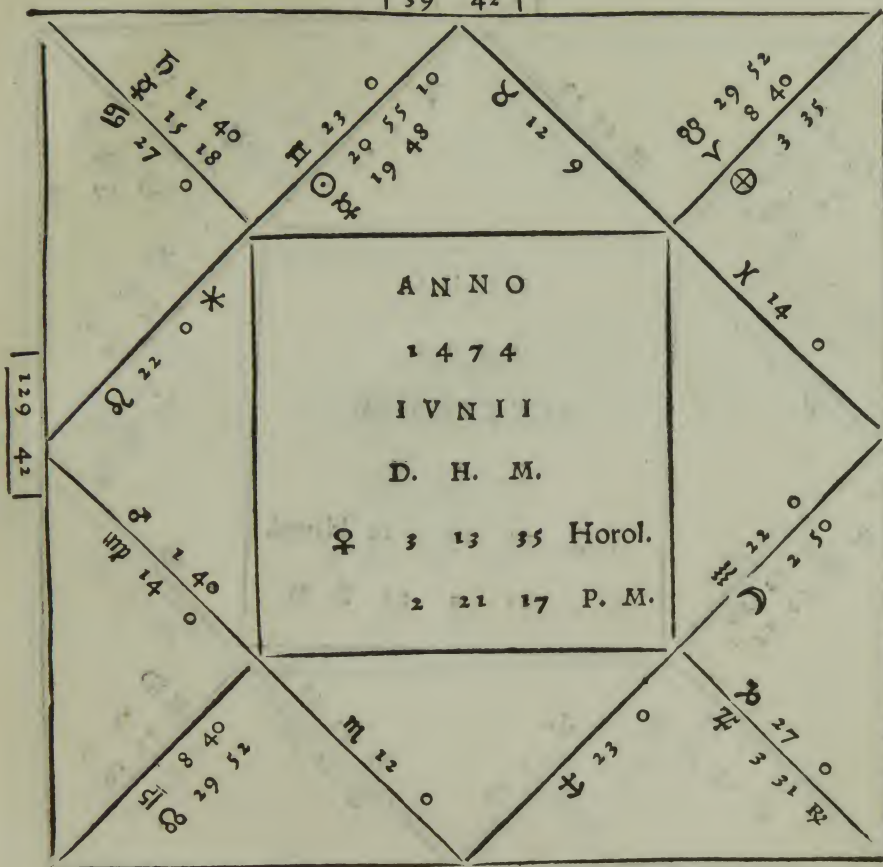 39 42
♄ 11 40
☿ 15 18
♋ 27 0
♊ 23 0
☉ 20 55 10
☿ 19 48
♉ 12 9
☋ 29 52
♈ 8 40
⊗ 3 35
♓ 14 0
♌ 22 0 ⚹
129 42
ANNO
1474
IVNII
D. H. M.
♀ 3 13 35 Horol.
2 21 17 P. M.
♒ 22 0
☽ 2 50
♂ 1 40
♍ 14 0
♎ 8 40
☊ 29 52
♏ 12 0
♐ 23 0
♑ 27 0
♃ 3 31 ℞